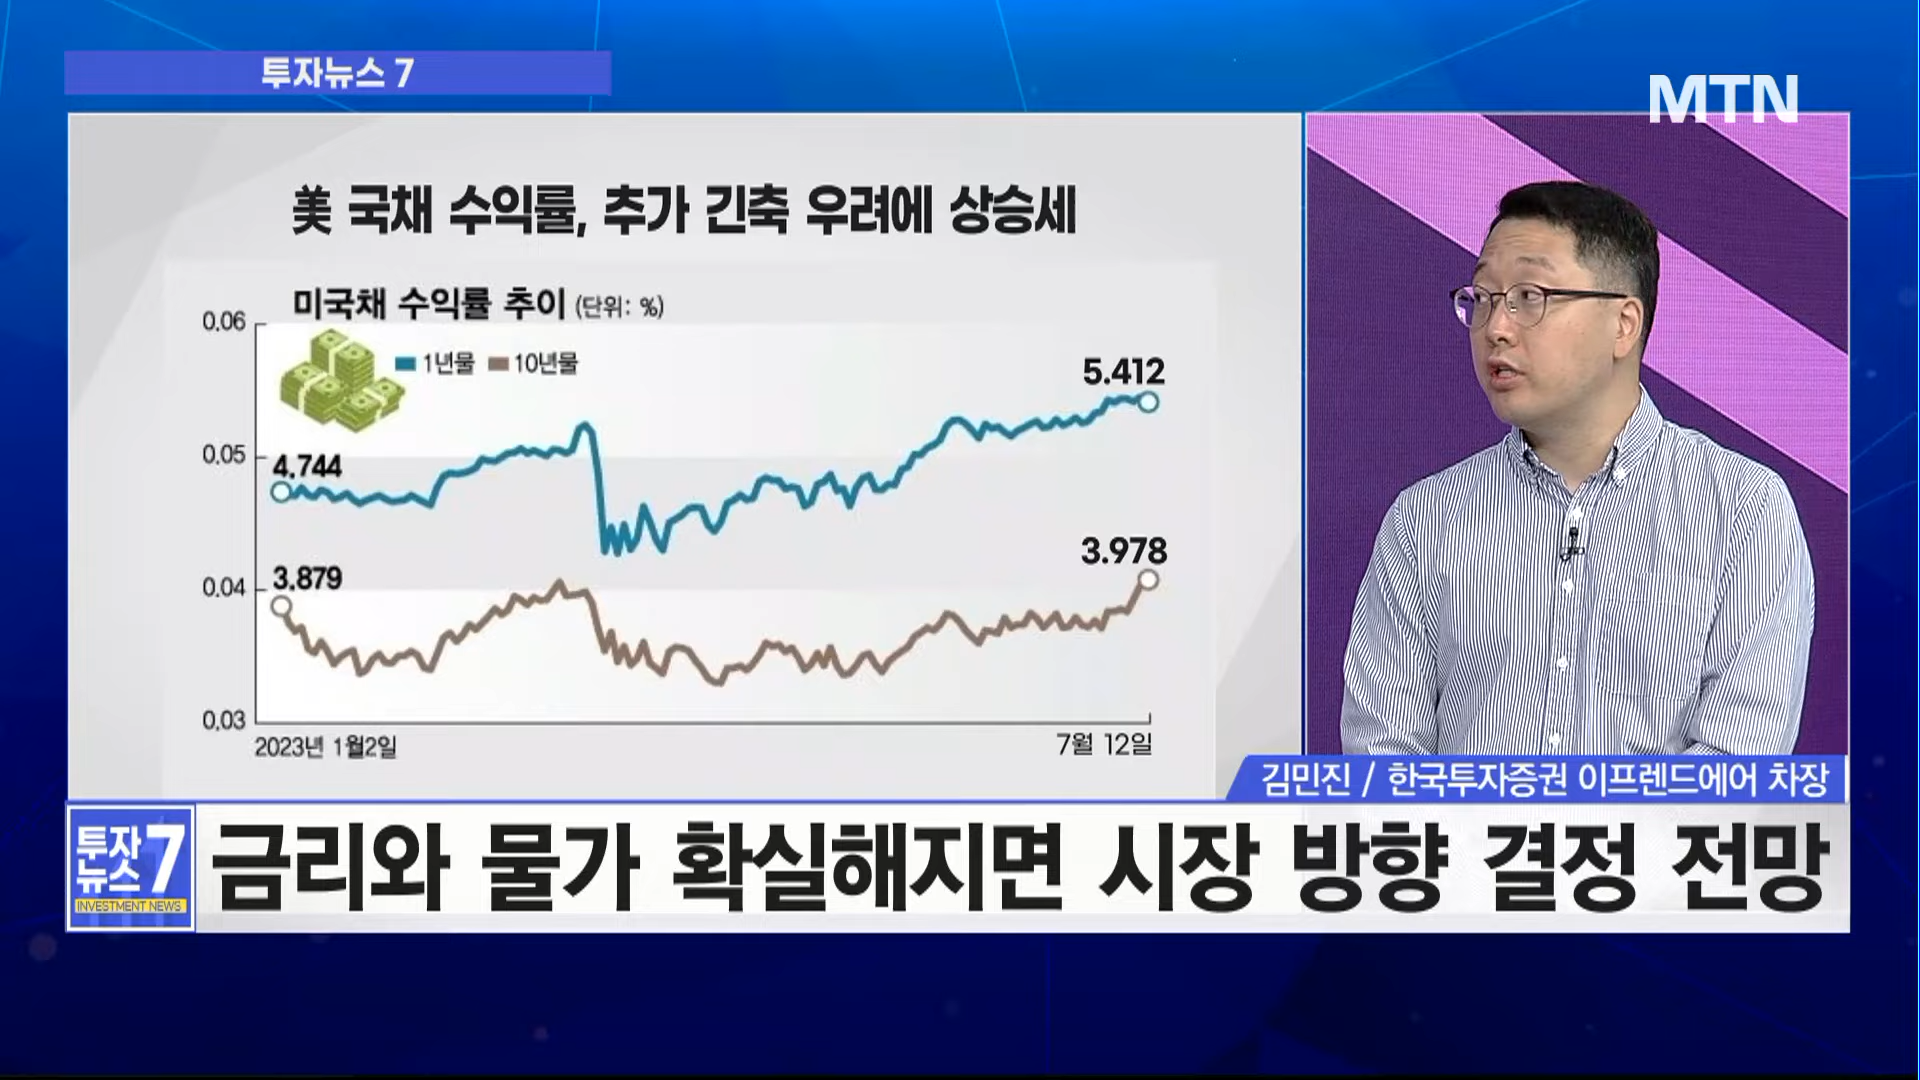 투자뉴스 7
MTN
美 국채 수익률, 추가 긴축 우려에 상승세
미국채 수익률 추이 (단위: %)
0.06
1년물 10년물
5.412
0.05
4.744
3.978
0.04
3.879
0.03
2023년 1월2일
7월 12일
김민진 / 한국투자증권 이프렌드에어 차장
투자
뉴스 7
INVESTMENT NEWS
금리와 물가 확실해지면 시장 방향 결정 전망